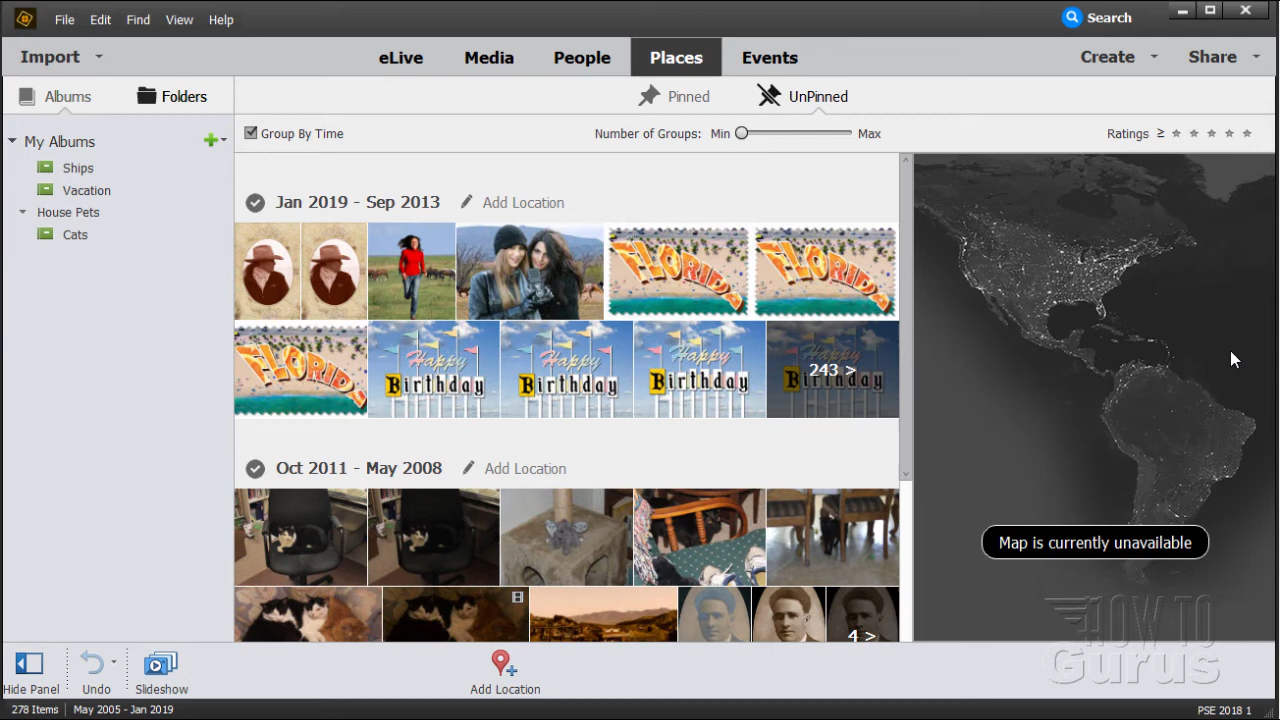 File Edit Find View Help
Search
Import
eLive Media People Places Events
Create Share
Albums Folders
Pinned UnPinned
My Albums
Ships
Vacation
House Pets
Cats
Group By Time
Number of Groups: Min Max
Ratings ≥
Jan 2019 - Sep 2013 Add Location
FLORIDA FLORIDA
FLORIDA Happy Birthday Happy Birthday Happy Birthday Happy Birthday
243 >
Oct 2011 - May 2008 Add Location
4 >
Map is currently unavailable
HOW TO
Gurus
Hide Panel Undo Slideshow Add Location
278 Items May 2005 - Jan 2019 PSE 2018 1